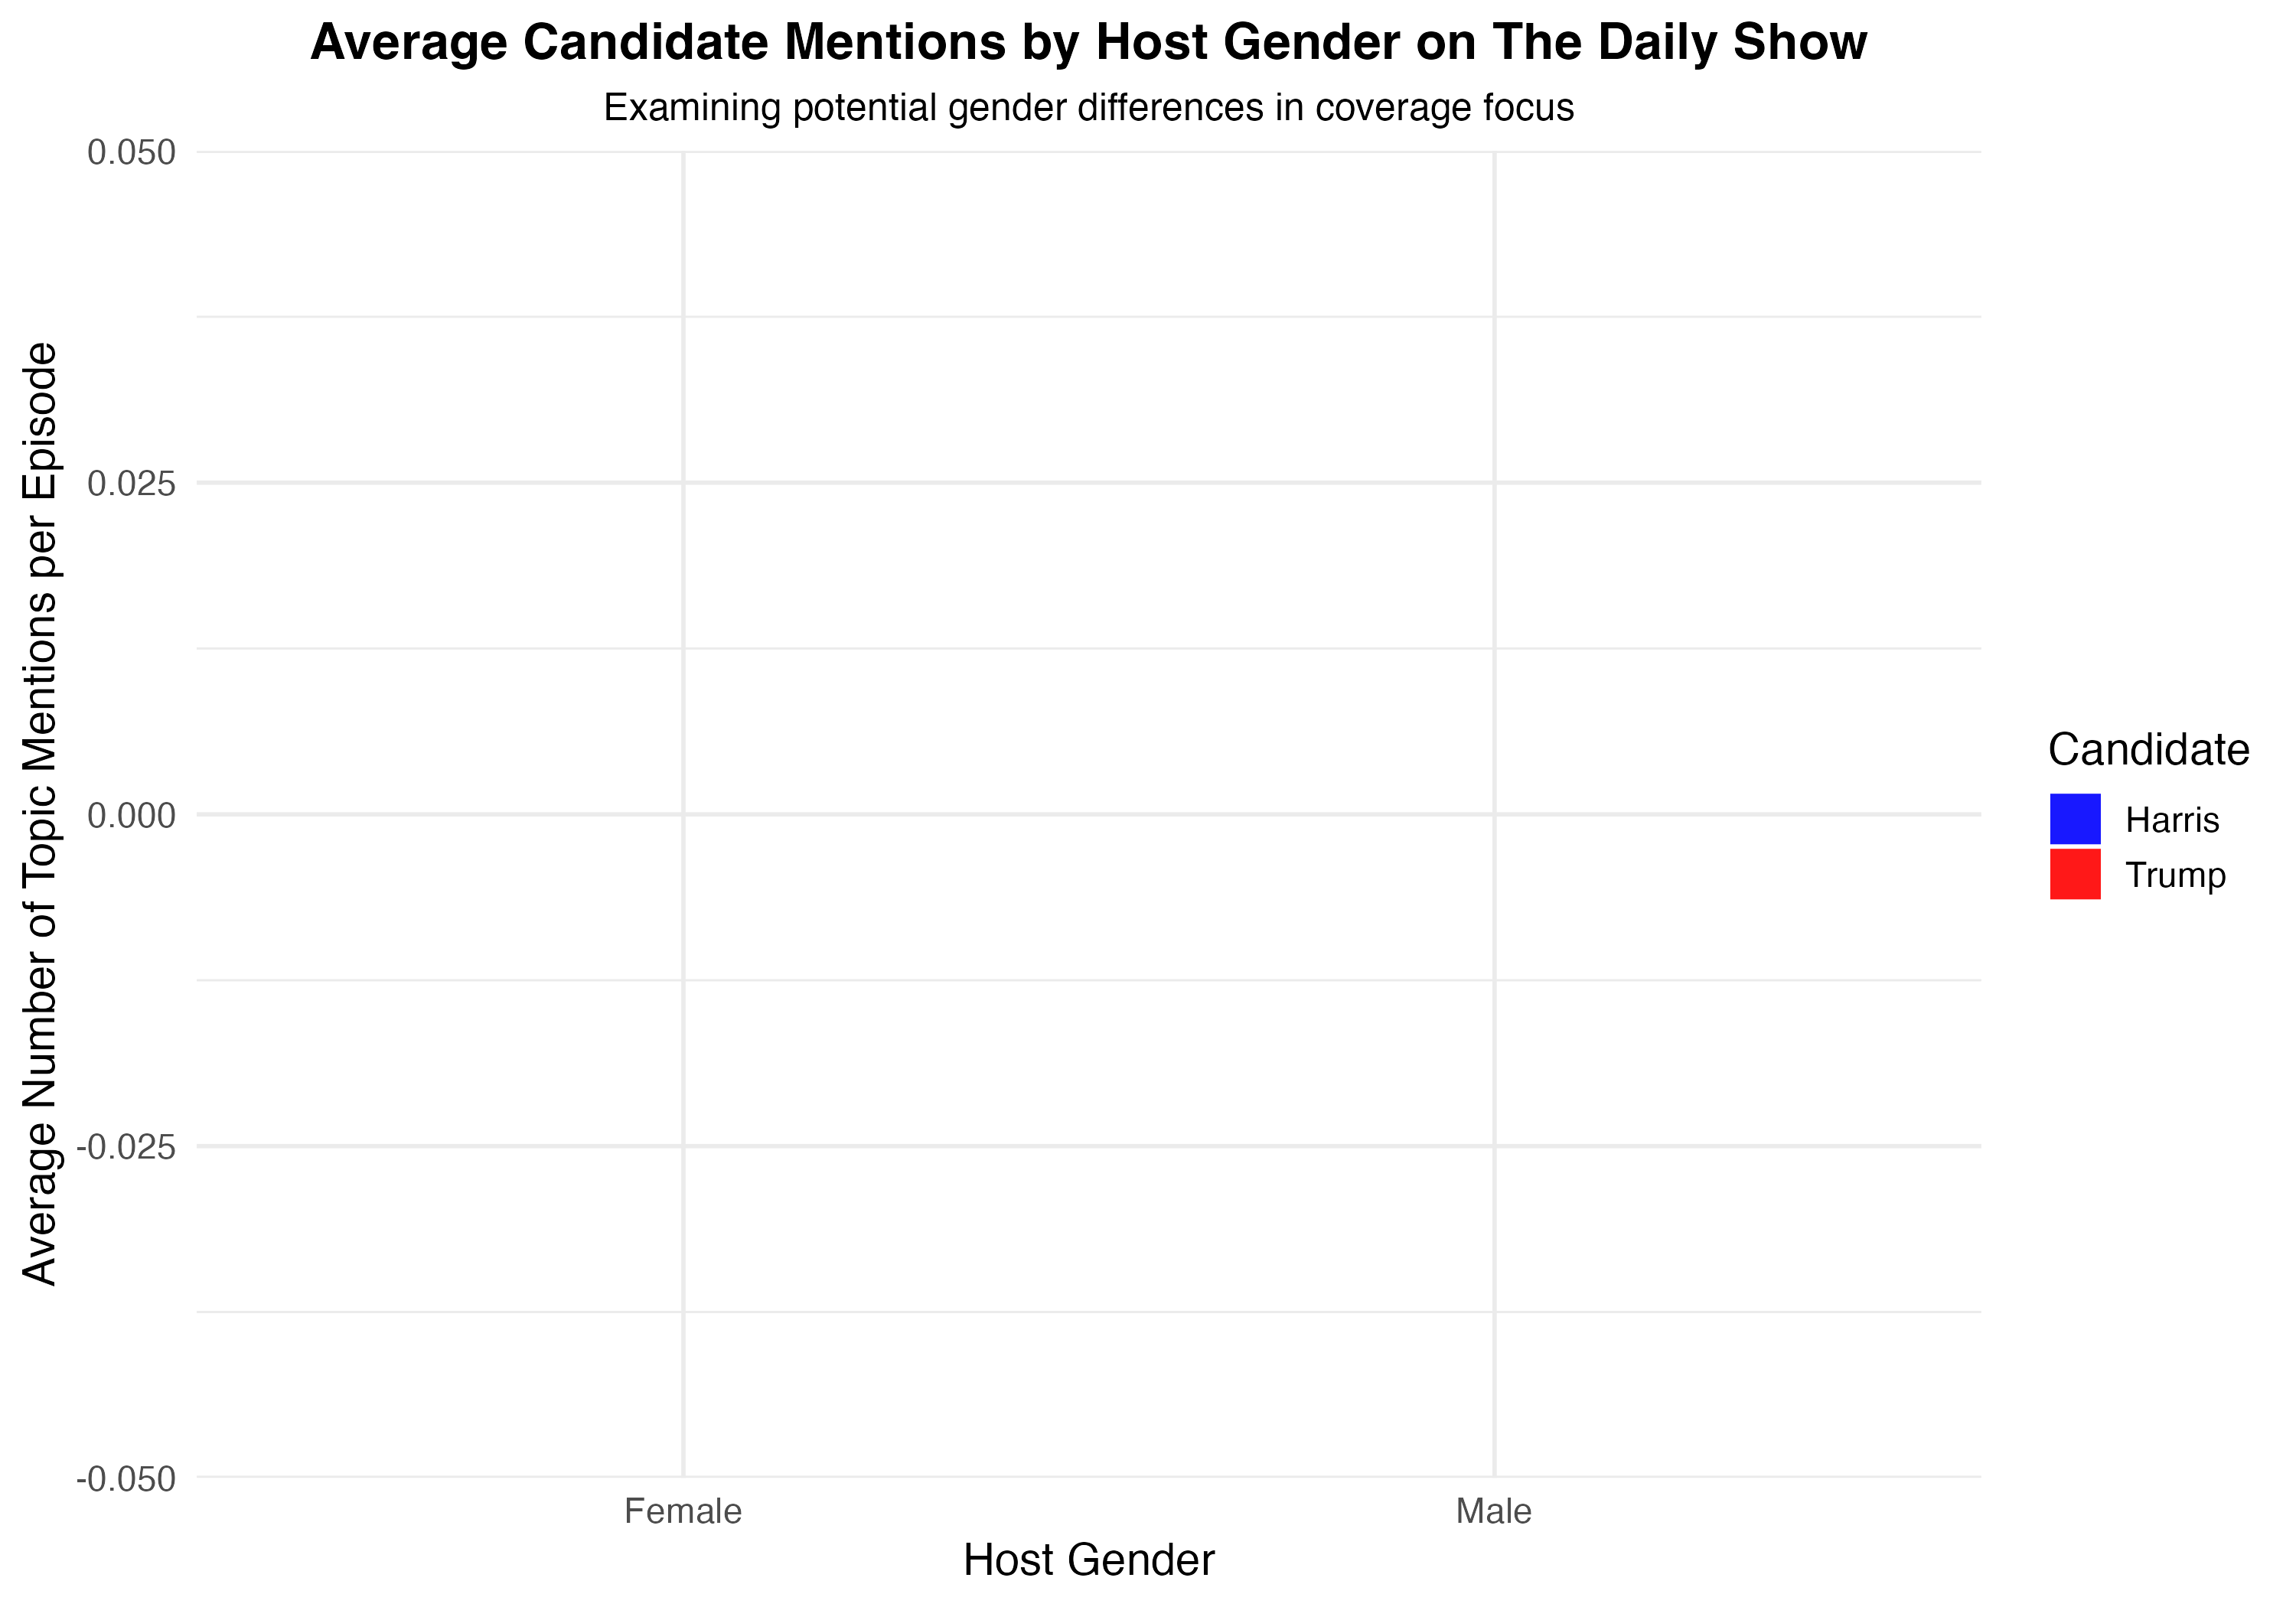 Average Candidate Mentions by Host Gender on The Daily Show
Examining potential gender differences in coverage focus
Average Number of Topic Mentions per Episode
0.050
0.025
0.000
-0.025
-0.050
Female
Male
Host Gender
Candidate
Harris
Trump